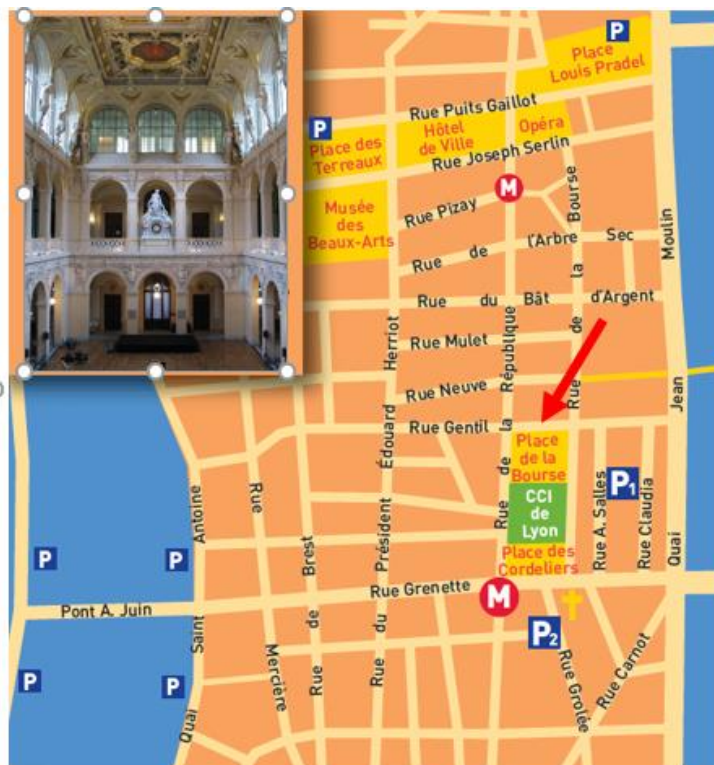 P
Place
Louis Pradel
Rue Puits Gaillot
P
Place des
Terreaux
Hôtel
de Ville
Opéra
Rue Joseph Serlin
M
Musée
des
Beaux-Arts
Rue Pizay
Rue de l'Arbre Sec
Rue du Bât d'Argent
Rue Mulet
Rue Neuve
Rue Gentil
Rue de la République
Rue de la Bourse
Quai Jean Moulin
Rue du Président Édouard Herriot
Place
de la
Bourse
CCI
de
Lyon
Place des
Cordeliers
P1
Rue A. Salles
Rue Claudia
Quai Saint Antoine
Rue Mercière
Rue de Brest
P
P
Rue Grenette
M
Pont A. Juin
P2
P
P
Rue Grolée
Rue Carnot